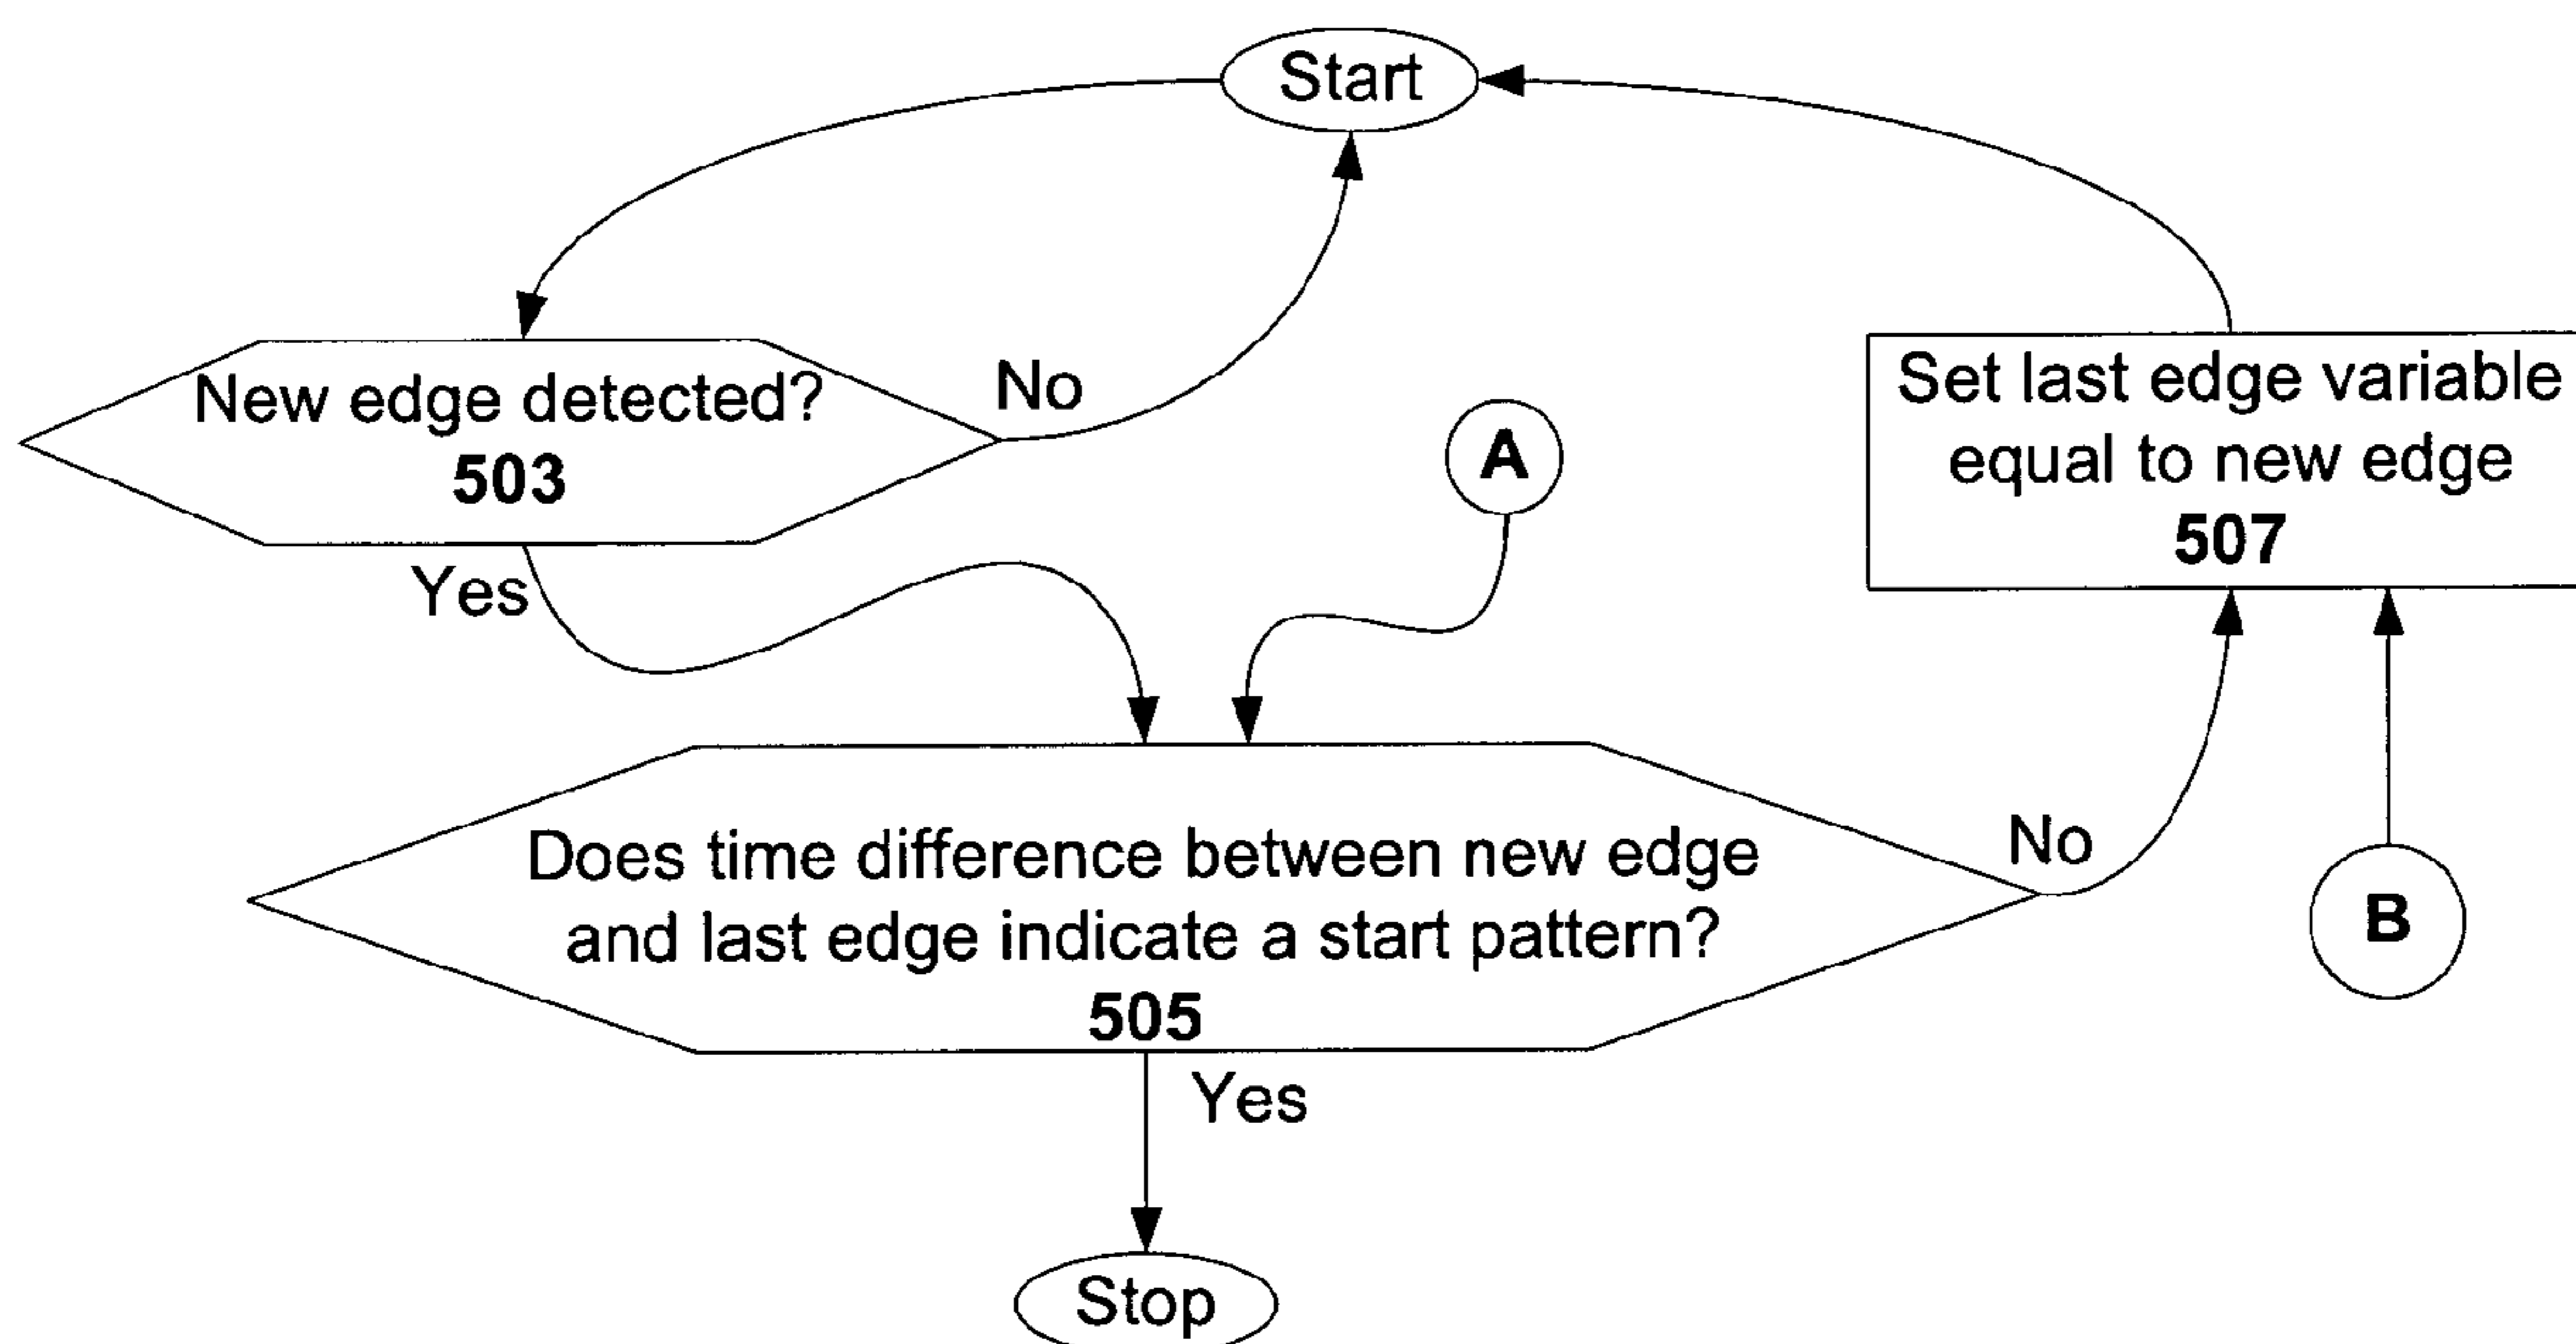 Start
New edge detected?
503
No
Yes
A
Set last edge variable
equal to new edge
507
Does time difference between new edge
and last edge indicate a start pattern?
505
No
B
Yes
Stop